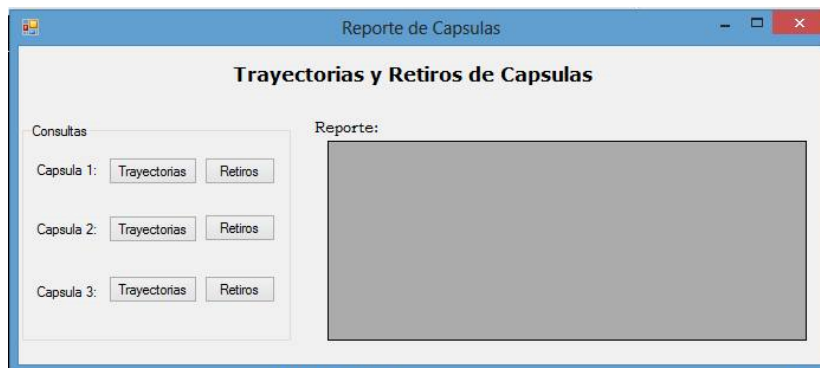 Reporte de Capsulas
Trayectorias y Retiros de Capsulas
Consultas
Capsula 1: Trayectorias Retiros
Capsula 2: Trayectorias Retiros
Capsula 3: Trayectorias Retiros
Reporte: